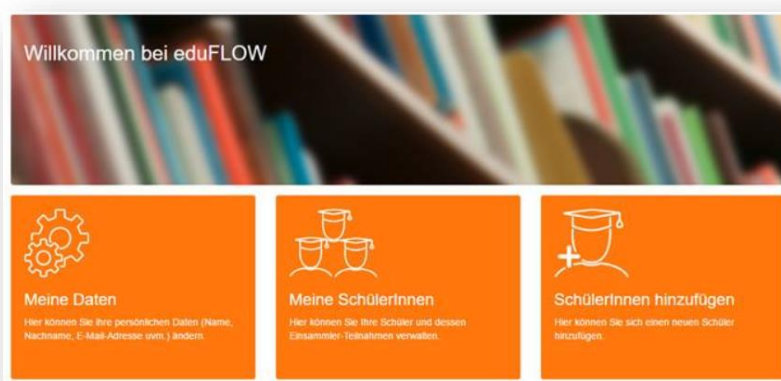 Willkommen bei eduFLOW
Meine Daten
Hier können Sie Ihre persönlichen Daten (Name,
Nachname, E-Mail-Adresse uvm.) ändern.
Meine SchülerInnen
Hier können Sie Ihre Schüler und dessen
Einsammler-Teilnahmen verwalten.
SchülerInnen hinzufügen
Hier können Sie sich einen neuen Schüler
hinzufügen.